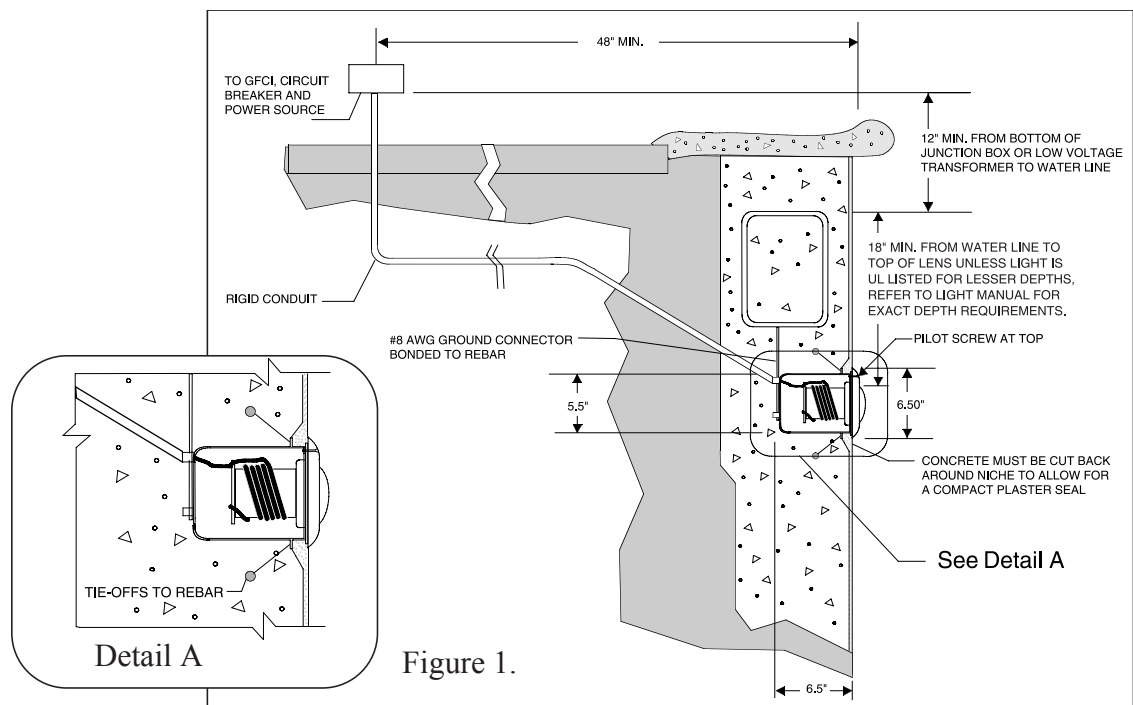 48" MIN.
TO GFCI, CIRCUIT
BREAKER AND
POWER SOURCE
12" MIN. FROM BOTTOM OF
JUNCTION BOX OR LOW VOLTAGE
TRANSFORMER TO WATER LINE
18" MIN. FROM WATER LINE TO
TOP OF LENS UNLESS LIGHT IS
UL LISTED FOR LESSER DEPTHS,
REFER TO LIGHT MANUAL FOR
EXACT DEPTH REQUIREMENTS.
RIGID CONDUIT
#8 AWG GROUND CONNECTOR
BONDED TO REBAR
PILOT SCREW AT TOP
5.5"
6.50"
CONCRETE MUST BE CUT BACK
AROUND NICHE TO ALLOW FOR
A COMPACT PLASTER SEAL
See Detail A
TIE-OFFS TO REBAR
Detail A
Figure 1.
6.5"